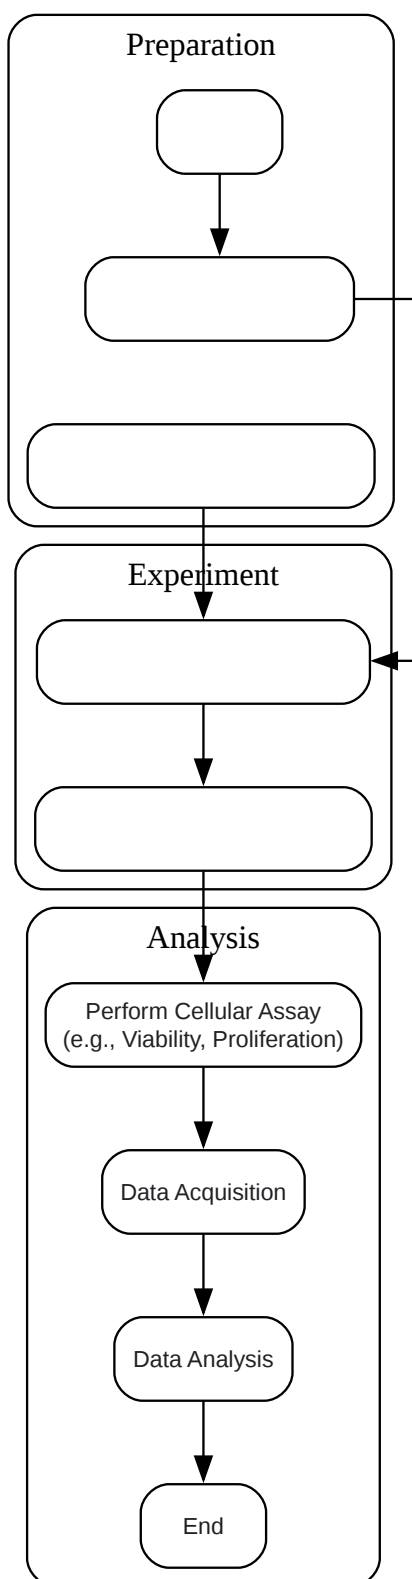 Preparation
Experiment
Analysis
Perform Cellular Assay
(e.g., Viability, Proliferation)
Data Acquisition
Data Analysis
End